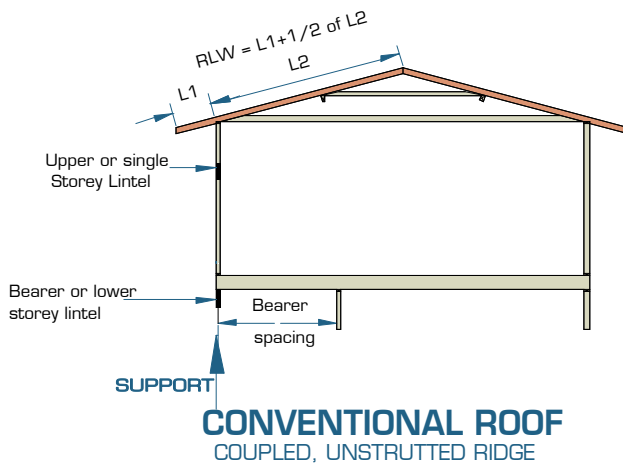 RLW = L1+1/2 of L2
L1
L2
Upper or single
Storey Lintel
Bearer or lower
storey lintel
Bearer
spacing
SUPPORT
CONVENTIONAL ROOF
COUPLED, UNSTRUTTED RIDGE